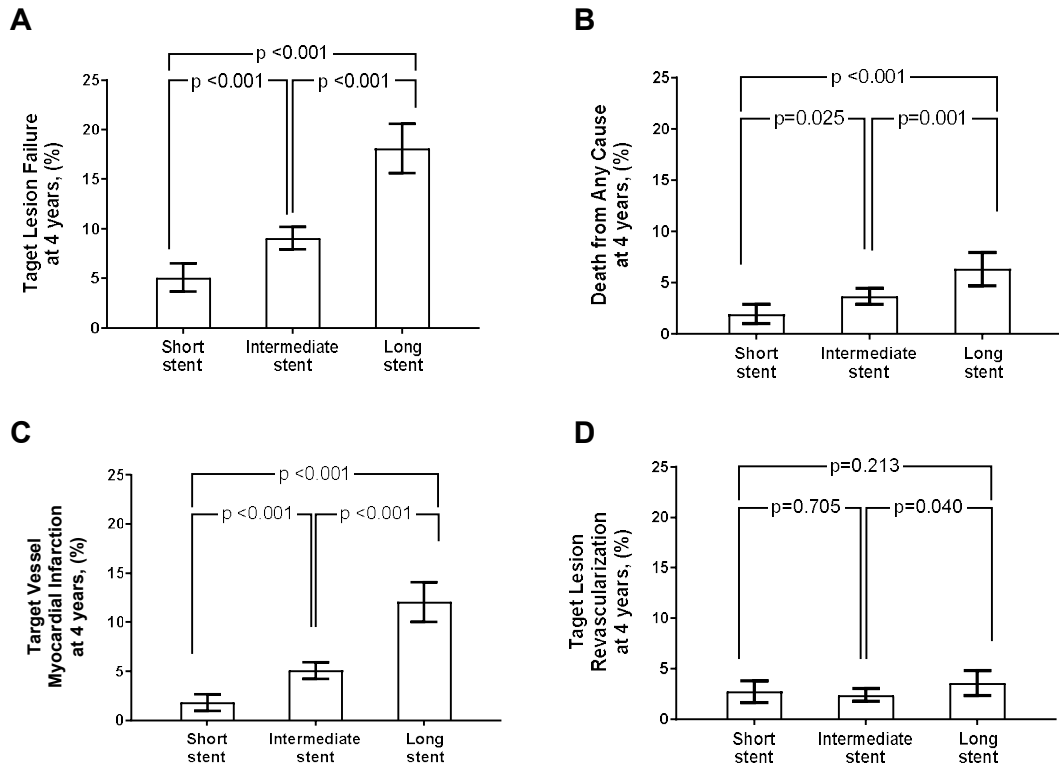 A
p <0.001
p <0.001
p <0.001
Taget Lesion Failure
at 4 years, (%)
25
20
15
10
5
0
Short
stent
Intermediate
stent
Long
stent
B
p <0.001
p=0.025
p=0.001
Death from Any Cause
at 4 years, (%)
25
20
15
10
5
0
Short
stent
Intermediate
stent
Long
stent
C
p <0.001
p <0.001
p <0.001
Target Vessel
Myocardial Infarction
at 4 years, (%)
25
20
15
10
5
0
Short
stent
Intermediate
stent
Long
stent
D
p=0.213
p=0.705
p=0.040
Taget Lesion
Revascularization
at 4 years, (%)
25
20
15
10
5
0
Short
stent
Intermediate
stent
Long
stent